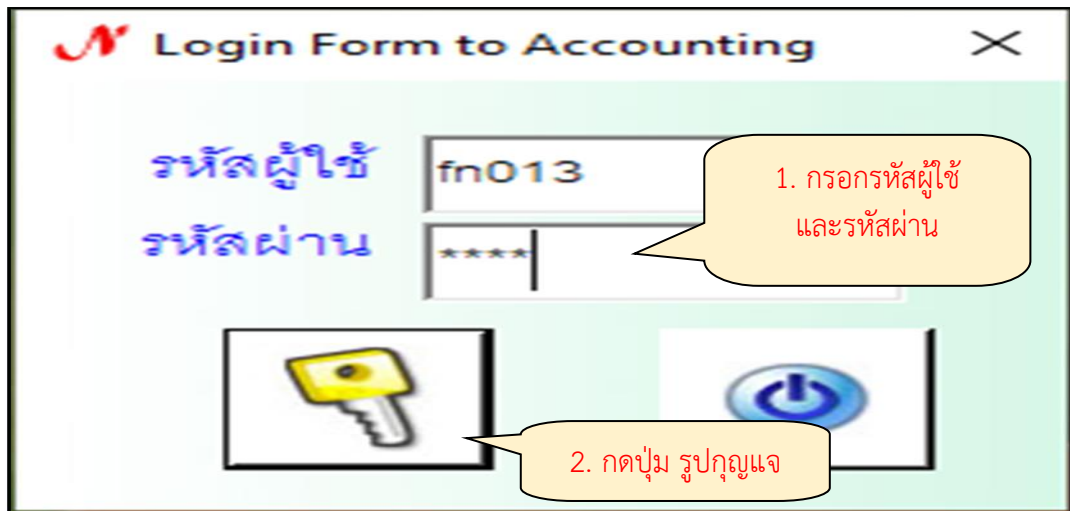 N Login Form to Accounting
รหัสผู้ใช้ fn013
1. กรอกรหัสผู้ใช้
และรหัสผ่าน
รหัสผ่าน ****
2. กดปุ่ม รูปกุญแจ